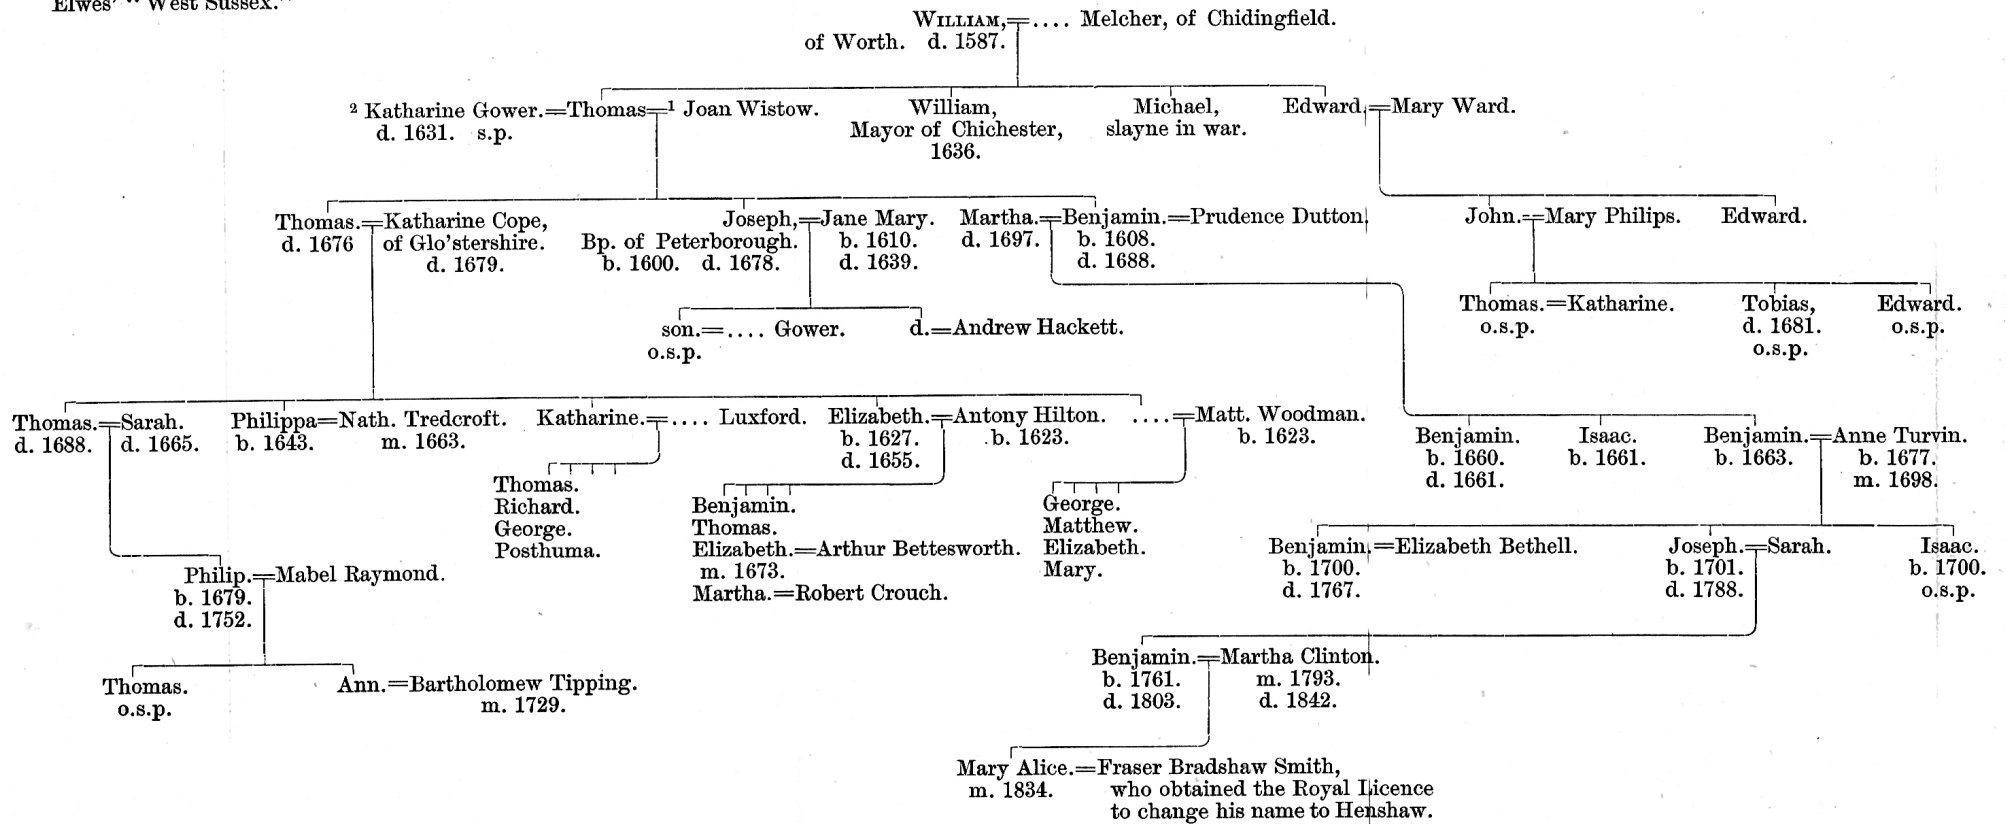 Elwes' "West Sussex."
WILLIAM,=.... Melcher, of Chidingfield.
of Worth. d. 1587.
² Katharine Gower.=Thomas=¹ Joan Wistow.
d. 1631. s.p.
William,
Mayor of Chichester,
1636.
Michael,
slayne in war.
Edward,=Mary Ward.
Thomas.=Katharine Cope,
d. 1676 of Glo'stershire.
d. 1679.
Joseph,=Jane Mary.
Bp. of Peterborough. b. 1610.
b. 1600. d. 1678. d. 1639.
Martha.=Benjamin.=Prudence Dutton
d. 1697. b. 1608.
d. 1688.
John.=Mary Philips.
Edward.
son.=.... Gower.
o.s.p.
d.=Andrew Hackett.
Thomas.=Katharine.
o.s.p.
Tobias,
d. 1681.
o.s.p.
Edward.
o.s.p.
Thomas.=Sarah.
d. 1688. d. 1665.
Philippa=Nath. Tredcroft.
b. 1643. m. 1663.
Katharine.=.... Luxford.
Elizabeth.=Antony Hilton.
b. 1627. b. 1623.
d. 1655.
....=Matt. Woodman.
b. 1623.
Benjamin.
b. 1660.
d. 1661.
Isaac.
b. 1661.
Benjamin.=Anne Turvin.
b. 1663. b. 1677.
m. 1698.
Thomas.
Richard.
George.
Posthuma.
Benjamin.
Thomas.
Elizabeth.=Arthur Bettesworth.
m. 1673.
Martha.=Robert Crouch.
George.
Matthew.
Elizabeth.
Mary.
Benjamin,=Elizabeth Bethell.
b. 1700.
d. 1767.
Joseph.=Sarah.
b. 1701.
d. 1788.
Isaac.
b. 1700.
o.s.p.
Philip.=Mabel Raymond.
b. 1679.
d. 1752.
Thomas.
o.s.p.
Ann.=Bartholomew Tipping.
m. 1729.
Benjamin.=Martha Clinton.
b. 1761. m. 1793.
d. 1803. d. 1842.
Mary Alice.=Fraser Bradshaw Smith,
m. 1834. who obtained the Royal Licence
to change his name to Henshaw.